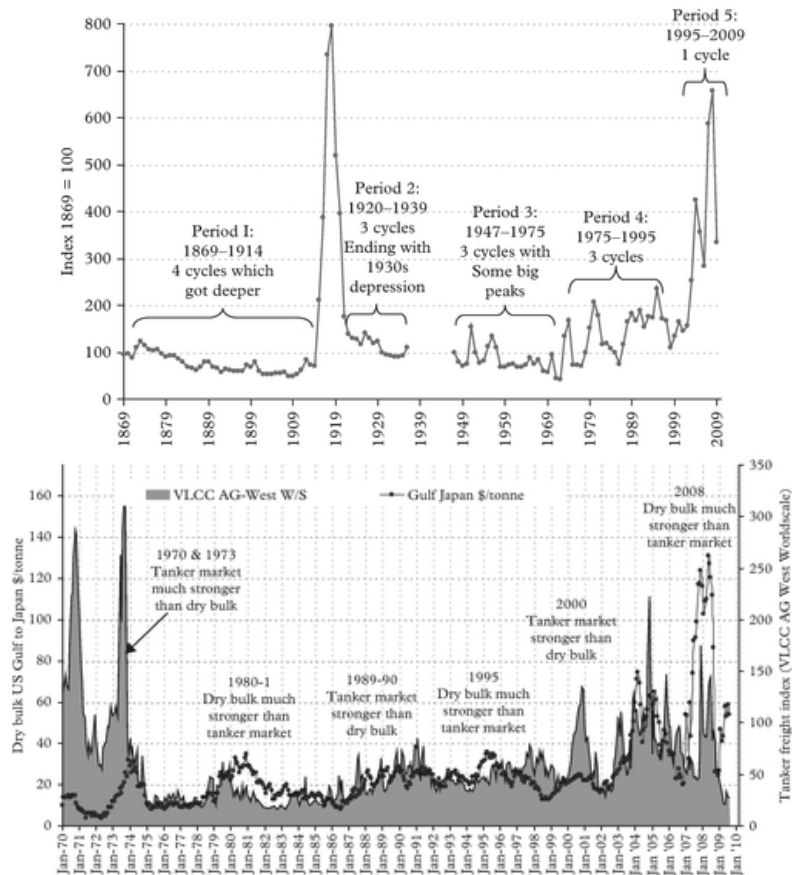 Period 5:
1995–2009
1 cycle
800
700
600
500
400
300
200
100
0
Index 1869 = 100
Period I:
1869–1914
4 cycles which
got deeper
Period 2:
1920–1939
3 cycles
Ending with
1930s
depression
Period 3:
1947–1975
3 cycles with
Some big
peaks
Period 4:
1975–1995
3 cycles
1869
1879
1889
1899
1909
1919
1929
1939
1949
1959
1969
1979
1989
1999
2009
VLCC AG-West W/S
Gulf Japan $/tonne
160
140
120
100
80
60
40
20
0
Dry bulk US Gulf to Japan $/tonne
350
300
250
200
150
100
50
0
Tanker freight index (VLCC AG West Worldscale)
1970 & 1973
Tanker market
much stronger
than dry bulk
1980-1
Dry bulk much
stronger than
tanker market
1989-90
Tanker market
stronger than
dry bulk
1995
Dry bulk much
stronger than
tanker market
2000
Tanker market
stronger than
dry bulk
2008
Dry bulk much
stronger than
tanker market
Jan-70
Jan-71
Jan-72
Jan-73
Jan-74
Jan-75
Jan-76
Jan-77
Jan-78
Jan-79
Jan-80
Jan-81
Jan-82
Jan-83
Jan-84
Jan-85
Jan-86
Jan-87
Jan-88
Jan-89
Jan-90
Jan-91
Jan-92
Jan-93
Jan-94
Jan-95
Jan-96
Jan-97
Jan-98
Jan-99
Jan-00
Jan-01
Jan-02
Jan-03
Jan '04
Jan '05
Jan '06
Jan '07
Jan '08
Jan '09
Jan '10